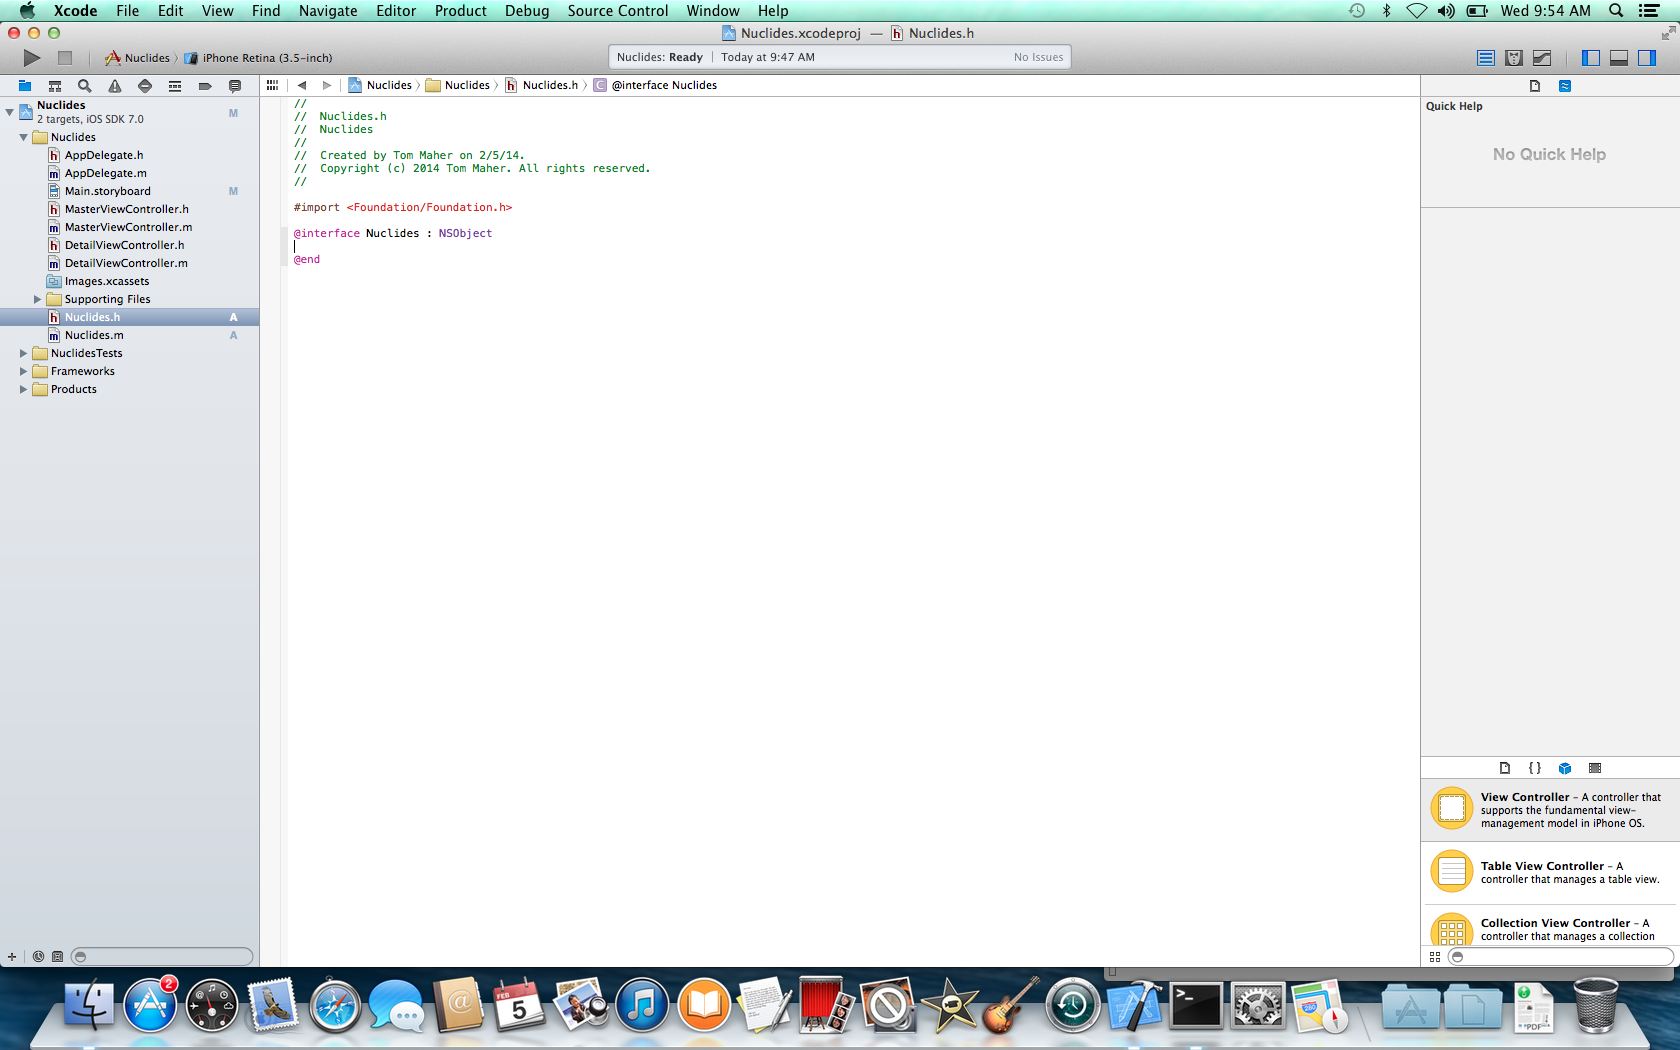 Xcode File Edit View Find Navigate Editor Product Debug Source Control Window Help Wed 9:54 AM
Nuclides.xcodeproj — h Nuclides.h
Nuclides iPhone Retina (3.5-inch)
Nuclides: Ready Today at 9:47 AM No Issues
Nuclides Nuclides h Nuclides.h C @interface Nuclides
Nuclides
2 targets, iOS SDK 7.0 M
Nuclides
h AppDelegate.h
m AppDelegate.m
Main.storyboard M
h MasterViewController.h
m MasterViewController.m
h DetailViewController.h
m DetailViewController.m
Images.xcassets
Supporting Files
h Nuclides.h A
m Nuclides.m A
NuclidesTests
Frameworks
Products
//
// Nuclides.h
// Nuclides
//
// Created by Tom Maher on 2/5/14.
// Copyright (c) 2014 Tom Maher. All rights reserved.
//
#import <Foundation/Foundation.h>
@interface Nuclides : NSObject
@end
Quick Help
No Quick Help
{ }
View Controller – A controller that
supports the fundamental view-
management model in iPhone OS.
Table View Controller – A
controller that manages a table view.
Collection View Controller – A
controller that manages a collection
2
FEB
5
>_
PDF